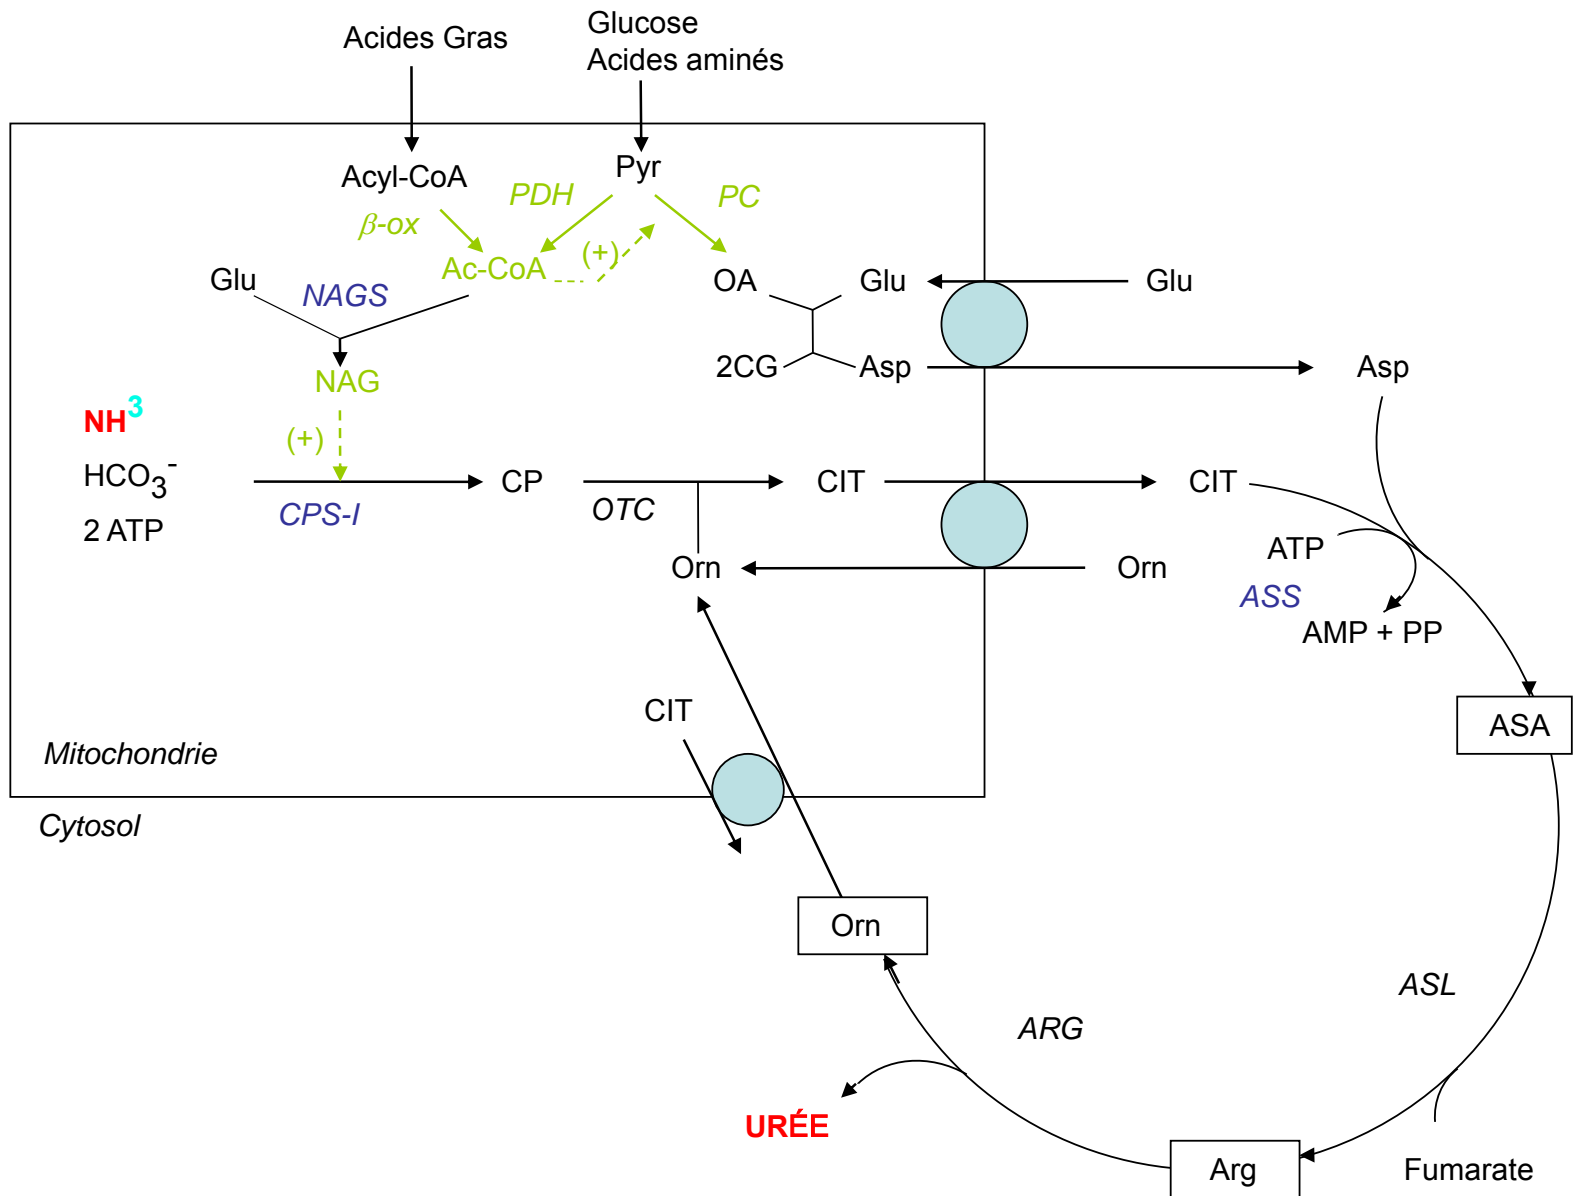 Acides Gras
Glucose
Acides aminés
Acyl-CoA
Pyr
PDH
PC
β-ox
(+)
Ac-CoA
Glu
NAGS
OA
Glu
Glu
2CG
Asp
Asp
NAG
NH3
(+)
HCO3-
CP
CIT
CIT
CPS-I
OTC
2 ATP
ATP
Orn
Orn
ASS
AMP + PP
CIT
ASA
Mitochondrie
Cytosol
Orn
ASL
ARG
URÉE
Arg
Fumarate